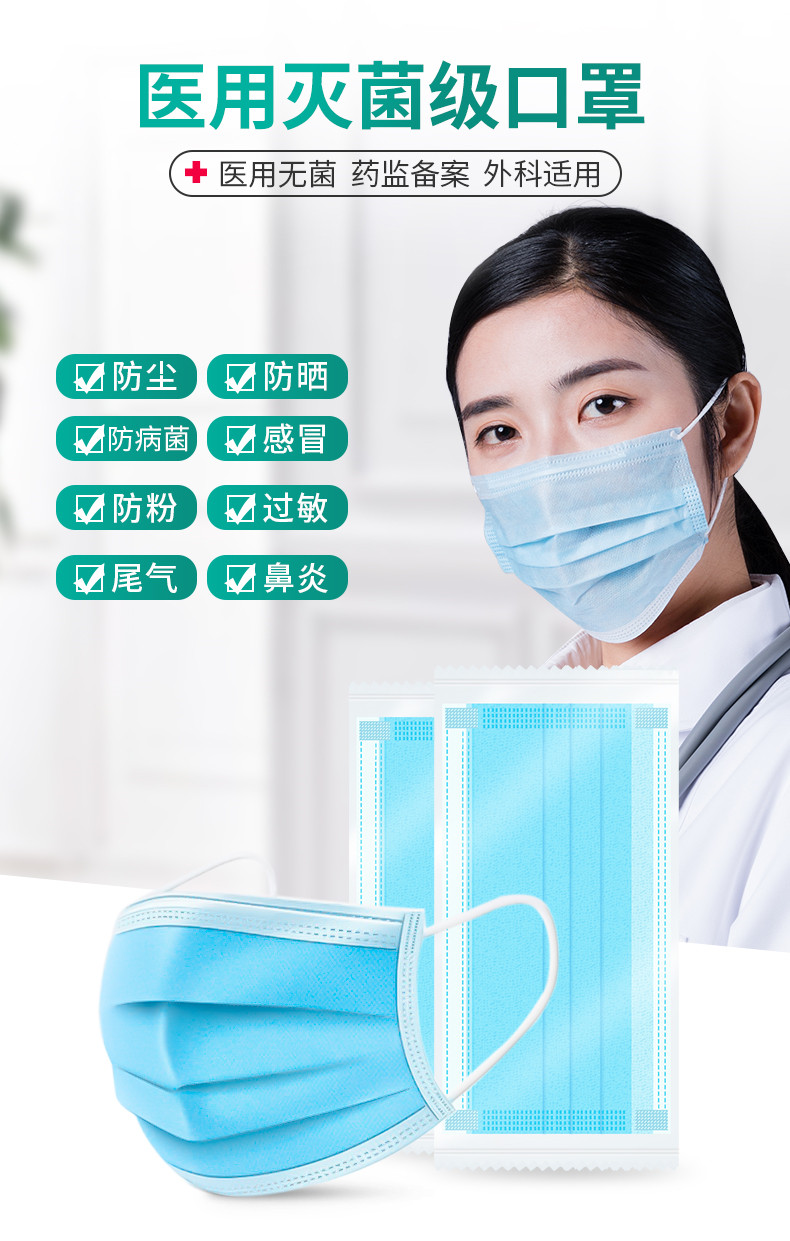 医用灭菌级口罩
医用无菌 药监备案 外科适用
防尘 防晒
防病菌 感冒
防粉 过敏
尾气 鼻炎